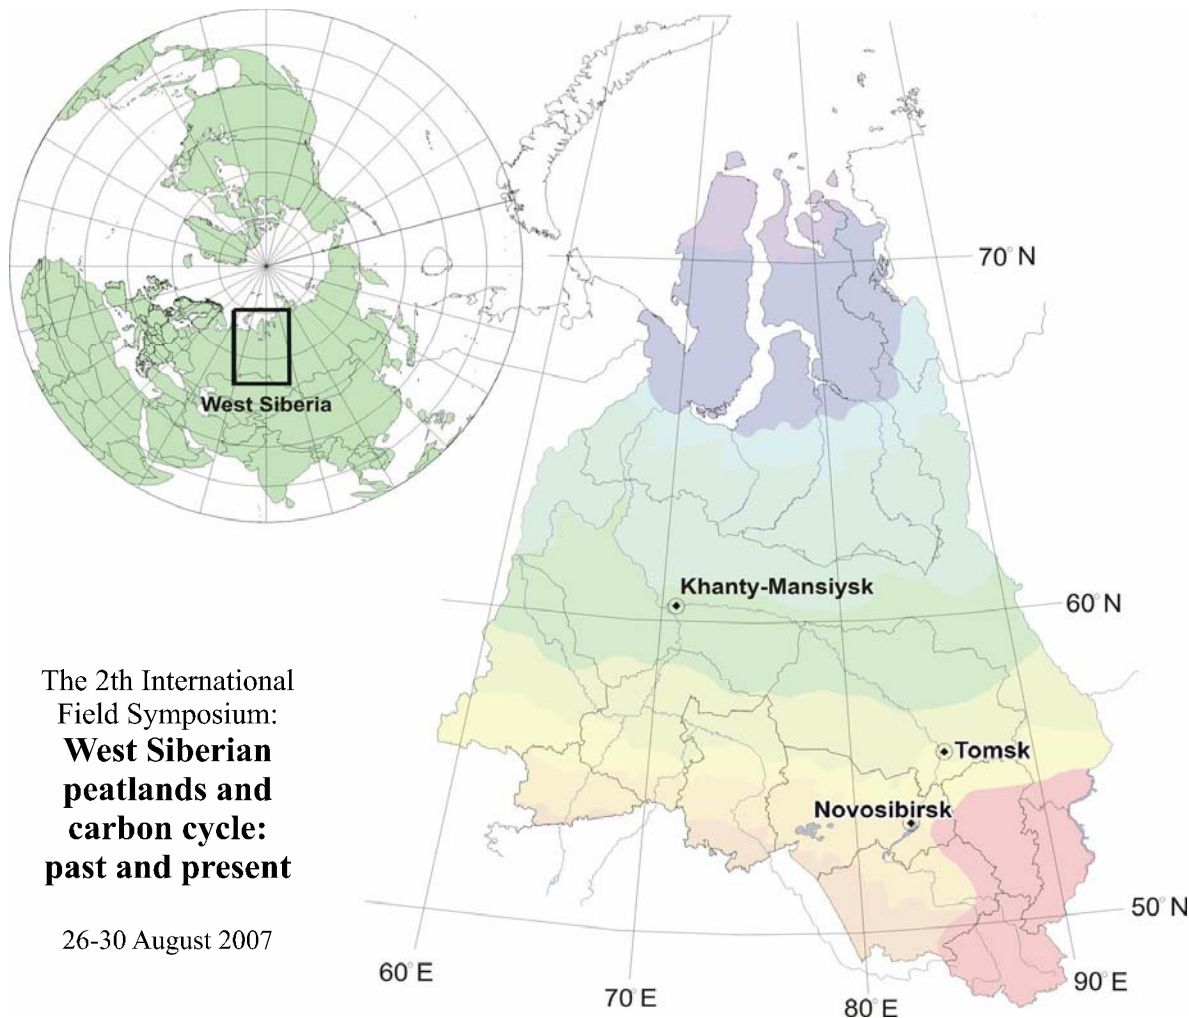 West Siberia
70°N
Khanty-Mansiysk
60°N
The 2th International
Field Symposium:
West Siberian
peatlands and
carbon cycle:
past and present
26-30 August 2007
Tomsk
Novosibirsk
50°N
60°E
70°E
80°E
90°E